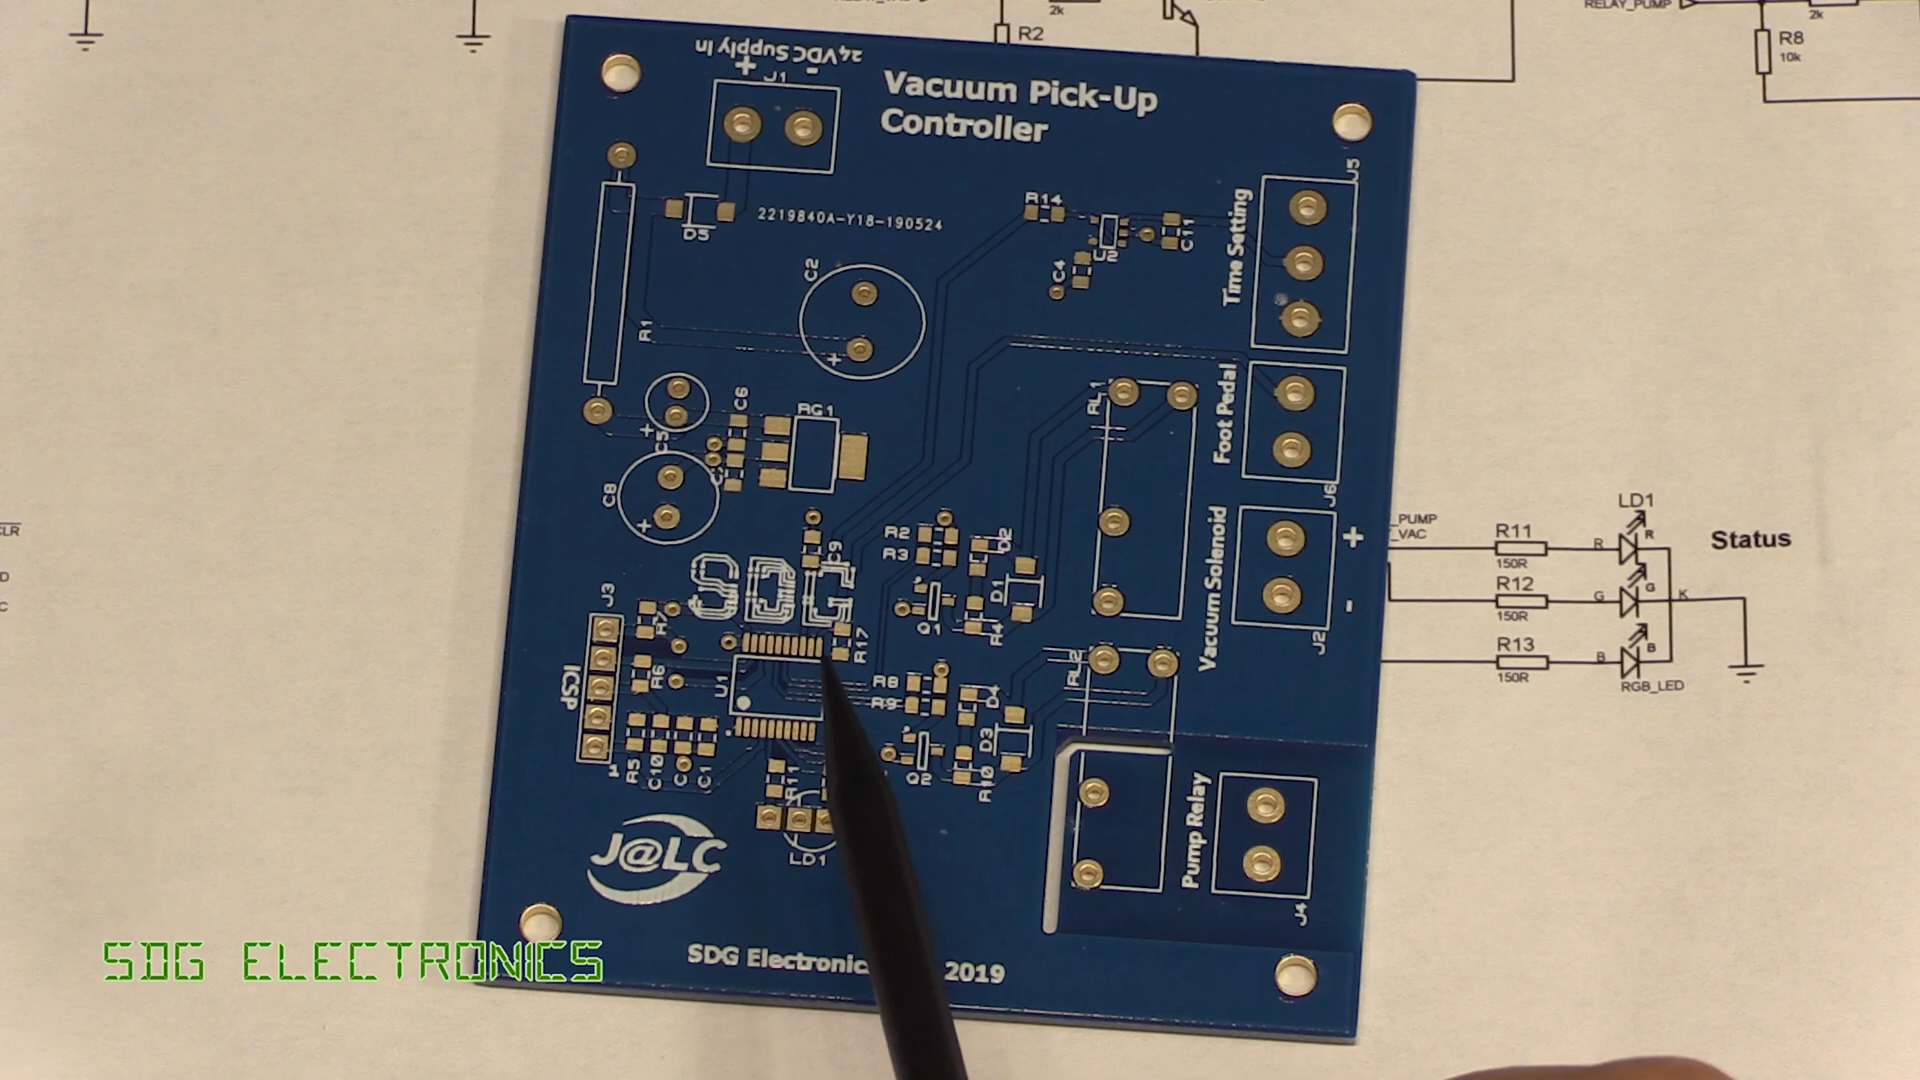 2k
R2
RELAY_PUMP
2k
R8
10k
24VDC Supply In
+ -
J1
Vacuum Pick-Up
Controller
J5
Time Setting
R14
U2
C11
C4
D5
2219840A-Y18-190524
C2
+
R1
C6
RG1
+
C5
C8
+
RL1
Foot Pedal
J6
R2
R3
D2
C9
D1
Q1
R4
Vacuum Solenoid
+
-
J2
SDG
J3
R7
R17
R6
U1
ICSP
R8
R9
RL2
D4
D3
Q2
R10
R5
C10
C1
R11
LD1
Pump Relay
J4
J@LC
SDG
2019
SDG ELECTRONICS
CLR
D
C
_PUMP
_VAC
R11
150R
R
R
LD1
Status
R12
150R
G
G
K
R13
150R
B
B
RGB_LED